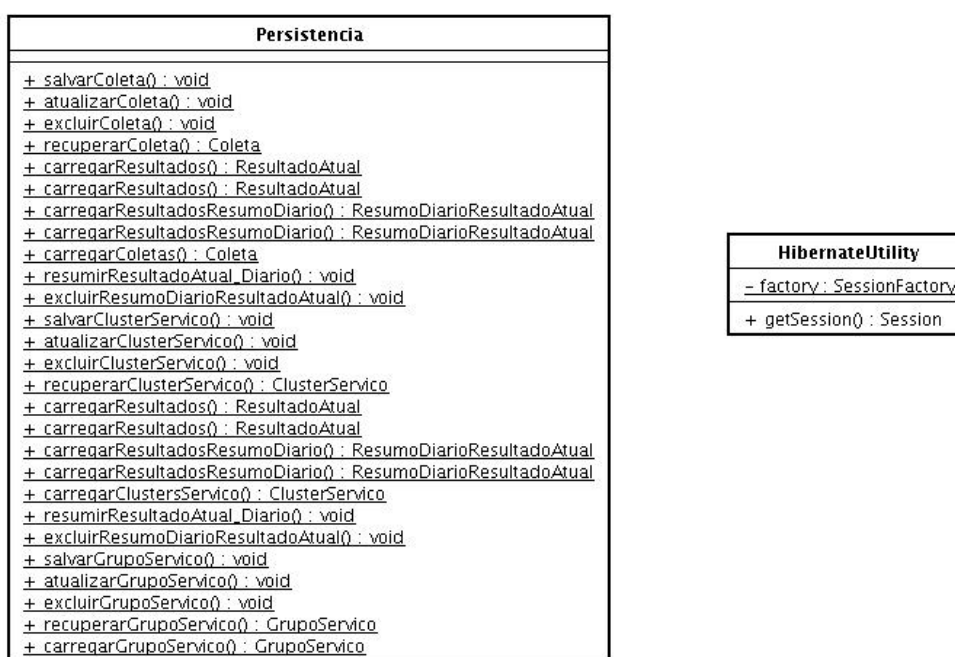 Persistencia
+ salvarColeta() : void
+ atualizarColeta() : void
+ excluirColeta() : void
+ recuperarColeta() : Coleta
+ carregarResultados() : ResultadoAtual
+ carregarResultados() : ResultadoAtual
+ carregarResultadosResumoDiario() : ResumoDiarioResultadoAtual
+ carregarResultadosResumoDiario() : ResumoDiarioResultadoAtual
+ carregarColetas() : Coleta
+ resumirResultadoAtual_Diario() : void
+ excluirResumoDiarioResultadoAtual() : void
+ salvarClusterServico() : void
+ atualizarClusterServico() : void
+ excluirClusterServico() : void
+ recuperarClusterServico() : ClusterServico
+ carregarResultados() : ResultadoAtual
+ carregarResultados() : ResultadoAtual
+ carregarResultadosResumoDiario() : ResumoDiarioResultadoAtual
+ carregarResultadosResumoDiario() : ResumoDiarioResultadoAtual
+ carregarClustersServico() : ClusterServico
+ resumirResultadoAtual_Diario() : void
+ excluirResumoDiarioResultadoAtual() : void
+ salvarGrupoServico() : void
+ atualizarGrupoServico() : void
+ excluirGrupoServico() : void
+ recuperarGrupoServico() : GrupoServico
+ carregarGrupoServico() : GrupoServico
HibernateUtility
- factory : SessionFactory
+ getSession() : Session